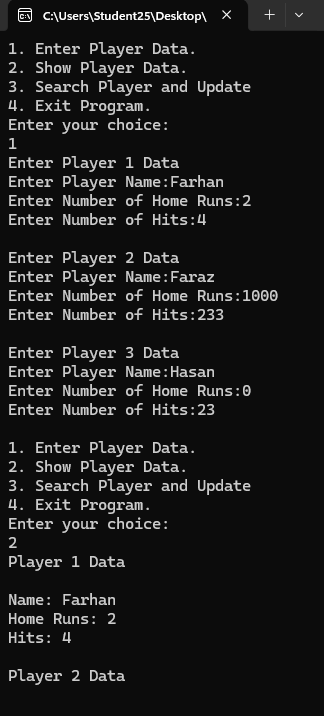 C:\Users\Student25\Desktop\
1. Enter Player Data.
2. Show Player Data.
3. Search Player and Update
4. Exit Program.
Enter your choice:
1
Enter Player 1 Data
Enter Player Name:Farhan
Enter Number of Home Runs:2
Enter Number of Hits:4
Enter Player 2 Data
Enter Player Name:Faraz
Enter Number of Home Runs:1000
Enter Number of Hits:233
Enter Player 3 Data
Enter Player Name:Hasan
Enter Number of Home Runs:0
Enter Number of Hits:23
1. Enter Player Data.
2. Show Player Data.
3. Search Player and Update
4. Exit Program.
Enter your choice:
2
Player 1 Data
Name: Farhan
Home Runs: 2
Hits: 4
Player 2 Data